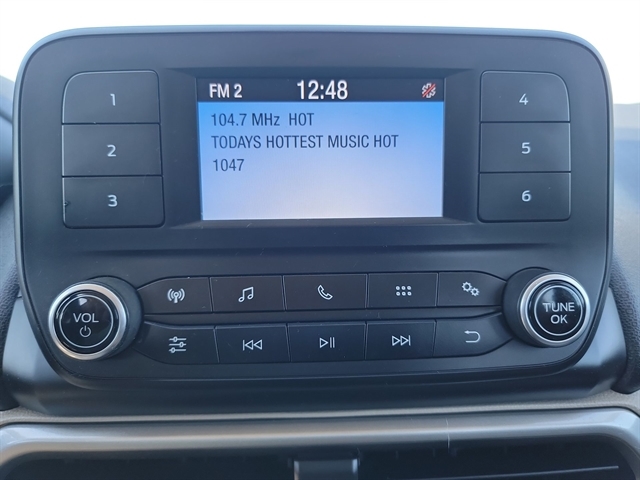 FM 2 12:48
104.7 MHz HOT
TODAYS HOTTEST MUSIC HOT
1047
1
2
3
4
5
6
VOL
TUNE
OK